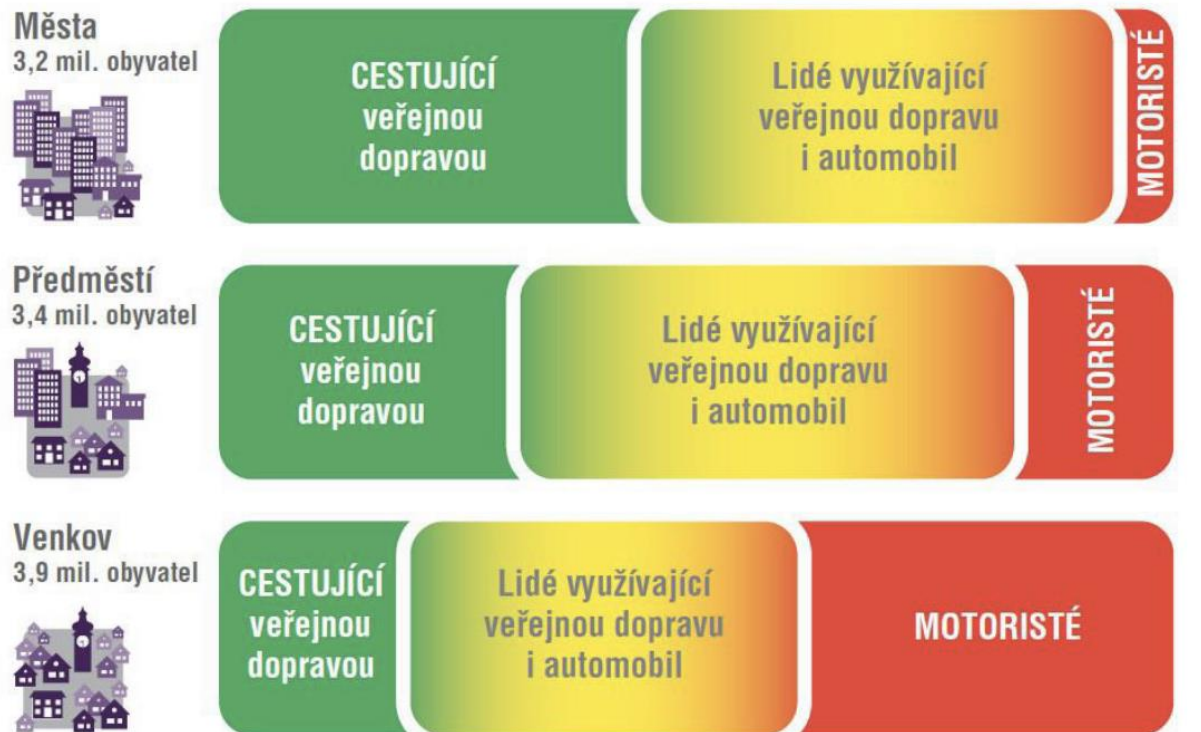 Města
3,2 mil. obyvatel
CESTUJÍCÍ
veřejnou
dopravou
Lidé využívající
veřejnou dopravu
i automobil
MOTORISTÉ
Předměstí
3,4 mil. obyvatel
CESTUJÍCÍ
veřejnou
dopravou
Lidé využívající
veřejnou dopravu
i automobil
MOTORISTÉ
Venkov
3,9 mil. obyvatel
CESTUJÍCÍ
veřejnou
dopravou
Lidé využívající
veřejnou dopravu
i automobil
MOTORISTÉ